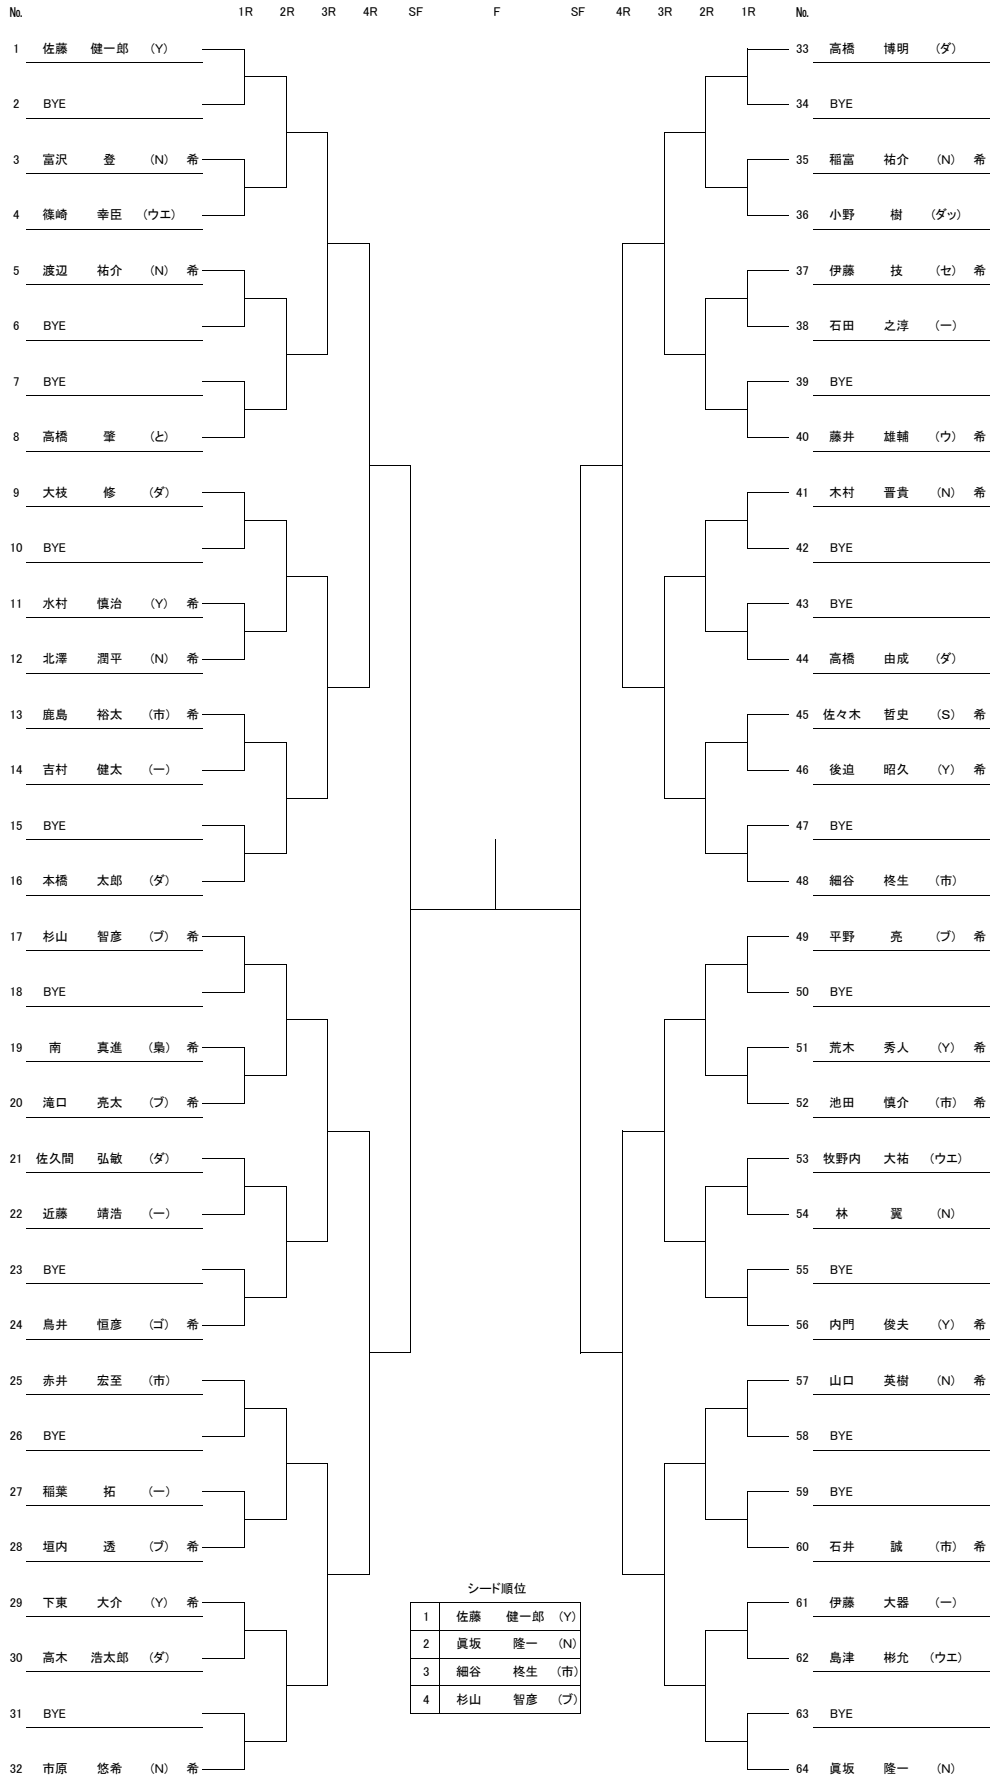 № 1R 2R 3R 4R SF F SF 4R 3R 2R 1R №
1 佐藤 健一郎 (Y) 33 高橋 博明 (ダ)
2 BYE 34 BYE
3 富沢 登 (N) 希 35 稲富 祐介 (N) 希
4 篠崎 幸臣 (ウエ) 36 小野 樹 (ダッ)
5 渡辺 祐介 (N) 希 37 伊藤 技 (セ) 希
6 BYE 38 石田 之淳 (一)
7 BYE 39 BYE
8 高橋 肇 (と) 40 藤井 雄輔 (ウ) 希
9 大枝 修 (ダ) 41 木村 晋貴 (N) 希
10 BYE 42 BYE
11 水村 慎治 (Y) 希 43 BYE
12 北澤 潤平 (N) 希 44 高橋 由成 (ダ)
13 鹿島 裕太 (市) 希 45 佐々木 哲史 (S) 希
14 吉村 健太 (一) 46 後迫 昭久 (Y) 希
15 BYE 47 BYE
16 本橋 太郎 (ダ) 48 細谷 柊生 (市)
17 杉山 智彦 (ブ) 希 49 平野 亮 (ブ) 希
18 BYE 50 BYE
19 南 真進 (梟) 希 51 荒木 秀人 (Y) 希
20 滝口 亮太 (ブ) 希 52 池田 慎介 (市) 希
21 佐久間 弘敏 (ダ) 53 牧野内 大祐 (ウエ)
22 近藤 靖浩 (一) 54 林 翼 (N)
23 BYE 55 BYE
24 鳥井 恒彦 (ゴ) 希 56 内門 俊夫 (Y) 希
25 赤井 宏至 (市) 57 山口 英樹 (N) 希
26 BYE 58 BYE
27 稲葉 拓 (一) 59 BYE
28 垣内 透 (ブ) 希 60 石井 誠 (市) 希
29 下東 大介 (Y) 希 61 伊藤 大器 (一)
30 高木 浩太郎 (ダ) 62 島津 彬允 (ウエ)
31 BYE 63 BYE
32 市原 悠希 (N) 希 64 眞坂 隆一 (N)
シード順位
1 佐藤 健一郎 (Y)
2 眞坂 隆一 (N)
3 細谷 柊生 (市)
4 杉山 智彦 (ブ)